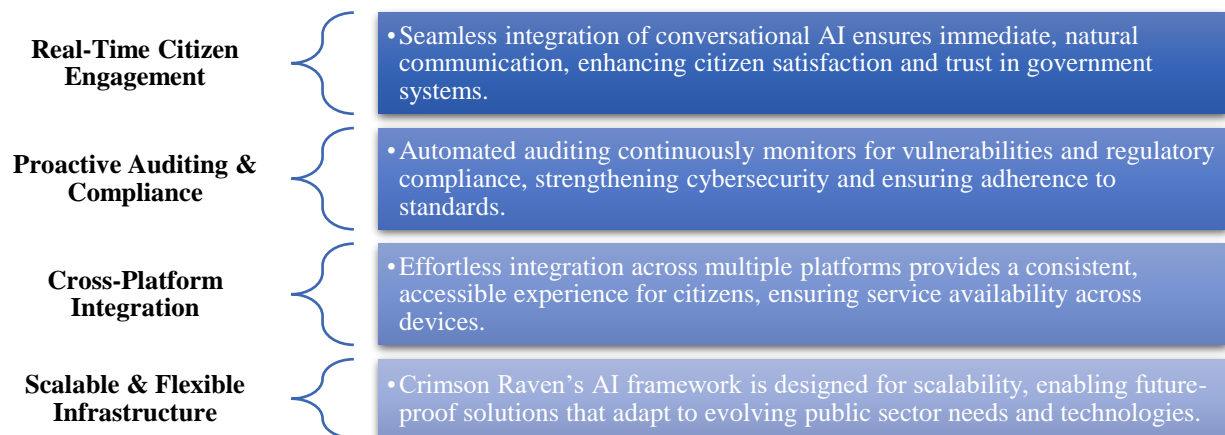 Real-Time Citizen
Engagement
•Seamless integration of conversational AI ensures immediate, natural
communication, enhancing citizen satisfaction and trust in government
systems.
Proactive Auditing &
Compliance
•Automated auditing continuously monitors for vulnerabilities and regulatory
compliance, strengthening cybersecurity and ensuring adherence to
standards.
Cross-Platform
Integration
•Effortless integration across multiple platforms provides a consistent,
accessible experience for citizens, ensuring service availability across
devices.
Scalable & Flexible
Infrastructure
•Crimson Raven’s AI framework is designed for scalability, enabling future-
proof solutions that adapt to evolving public sector needs and technologies.